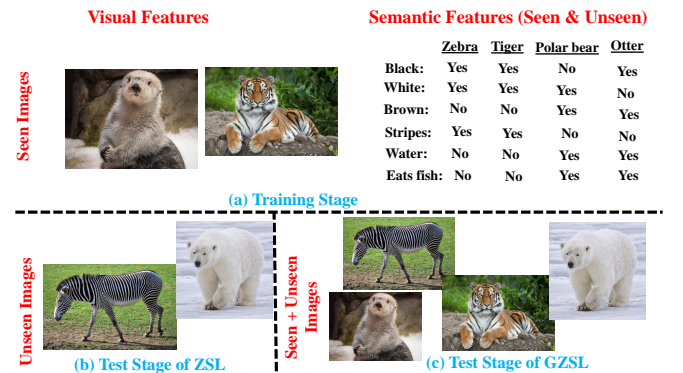 Visual Features
Semantic Features (Seen & Unseen)
Seen Images
Zebra Tiger Polar bear Otter
Black: Yes Yes No Yes
White: Yes Yes Yes No
Brown: No No Yes Yes
Stripes: Yes Yes No No
Water: No No Yes Yes
Eats fish: No No Yes Yes
(a) Training Stage
Unseen Images
(b) Test Stage of ZSL
Seen + Unseen
Images
(c) Test Stage of GZSL